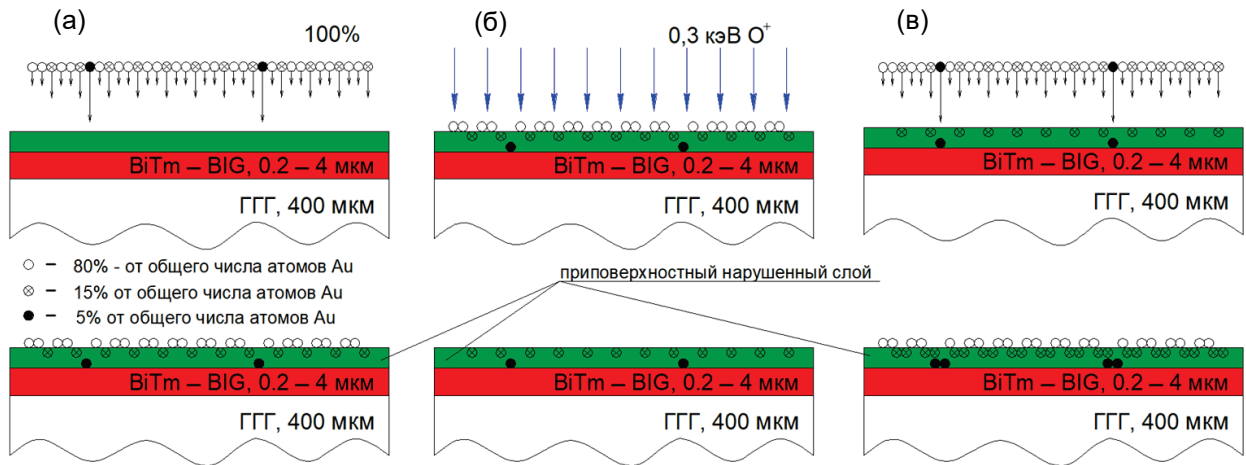 (а)
(б)
(в)
100%
0,3 кэВ O+
BiTm – BIG, 0.2 – 4 мкм
BiTm – BIG, 0.2 – 4 мкм
BiTm – BIG, 0.2 – 4 мкм
ГГГ, 400 мкм
ГГГ, 400 мкм
ГГГ, 400 мкм
– 80% - от общего числа атомов Au
– 15% от общего числа атомов Au
– 5% от общего числа атомов Au
приповерхностный нарушенный слой
BiTm – BIG, 0.2 – 4 мкм
BiTm – BIG, 0.2 – 4 мкм
BiTm – BIG, 0.2 – 4 мкм
ГГГ, 400 мкм
ГГГ, 400 мкм
ГГГ, 400 мкм